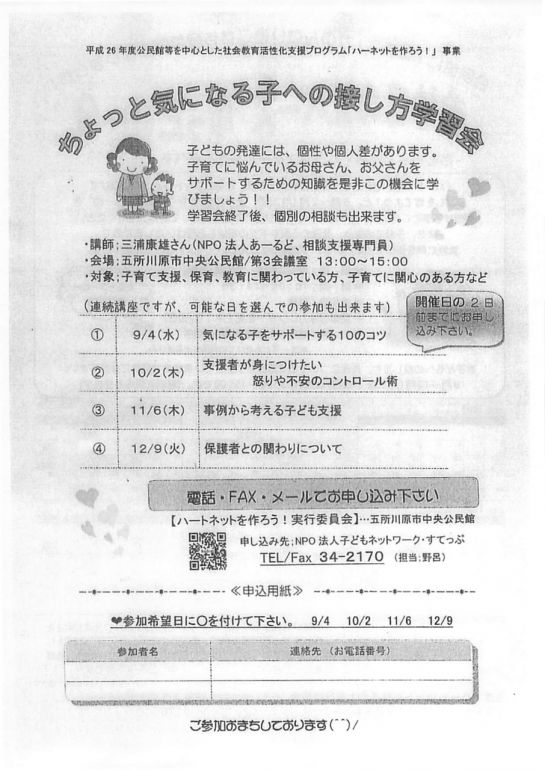 平成26年度公民館等を中心とした社会教育活性化支援プログラム「ハーネットを作ろう!」事業
ちょっと気になる子への接し方学習会
子どもの発達には、個性や個人差があります。
子育てに悩んでいるお母さん、お父さんを
サポートするための知識を是非この機会に学
びましょう!!
学習会終了後、個別の相談も出来ます。
・講師:三浦康雄さん(NPO法人あーるど、相談支援専門員)
・会場:五所川原市中央公民館/第3会議室 13:00~15:00
・対象:子育て支援、保育、教育に関わっている方、子育てに関心のある方など
(連続講座ですが、可能な日を選んでの参加も出来ます)
開催日の2日
前までにお申し
込み下さい。
① 9/4(水) 気になる子をサポートする10のコツ
② 10/2(木) 支援者が身につけたい
怒りや不安のコントロール術
③ 11/6(木) 事例から考える子ども支援
④ 12/9(火) 保護者との関わりについて
電話・FAX・メールでお申し込み下さい
【ハートネットを作ろう!実行委員会】…五所川原市中央公民館
申し込み先;NPO法人子どもネットワーク・すてっぷ
TEL/Fax 34-2170 (担当:野呂)
≪申込用紙≫
❤参加希望日に○を付けて下さい。 9/4 10/2 11/6 12/9
参加者名 連絡先(お電話番号)
ご参加おまちしております(^^)/